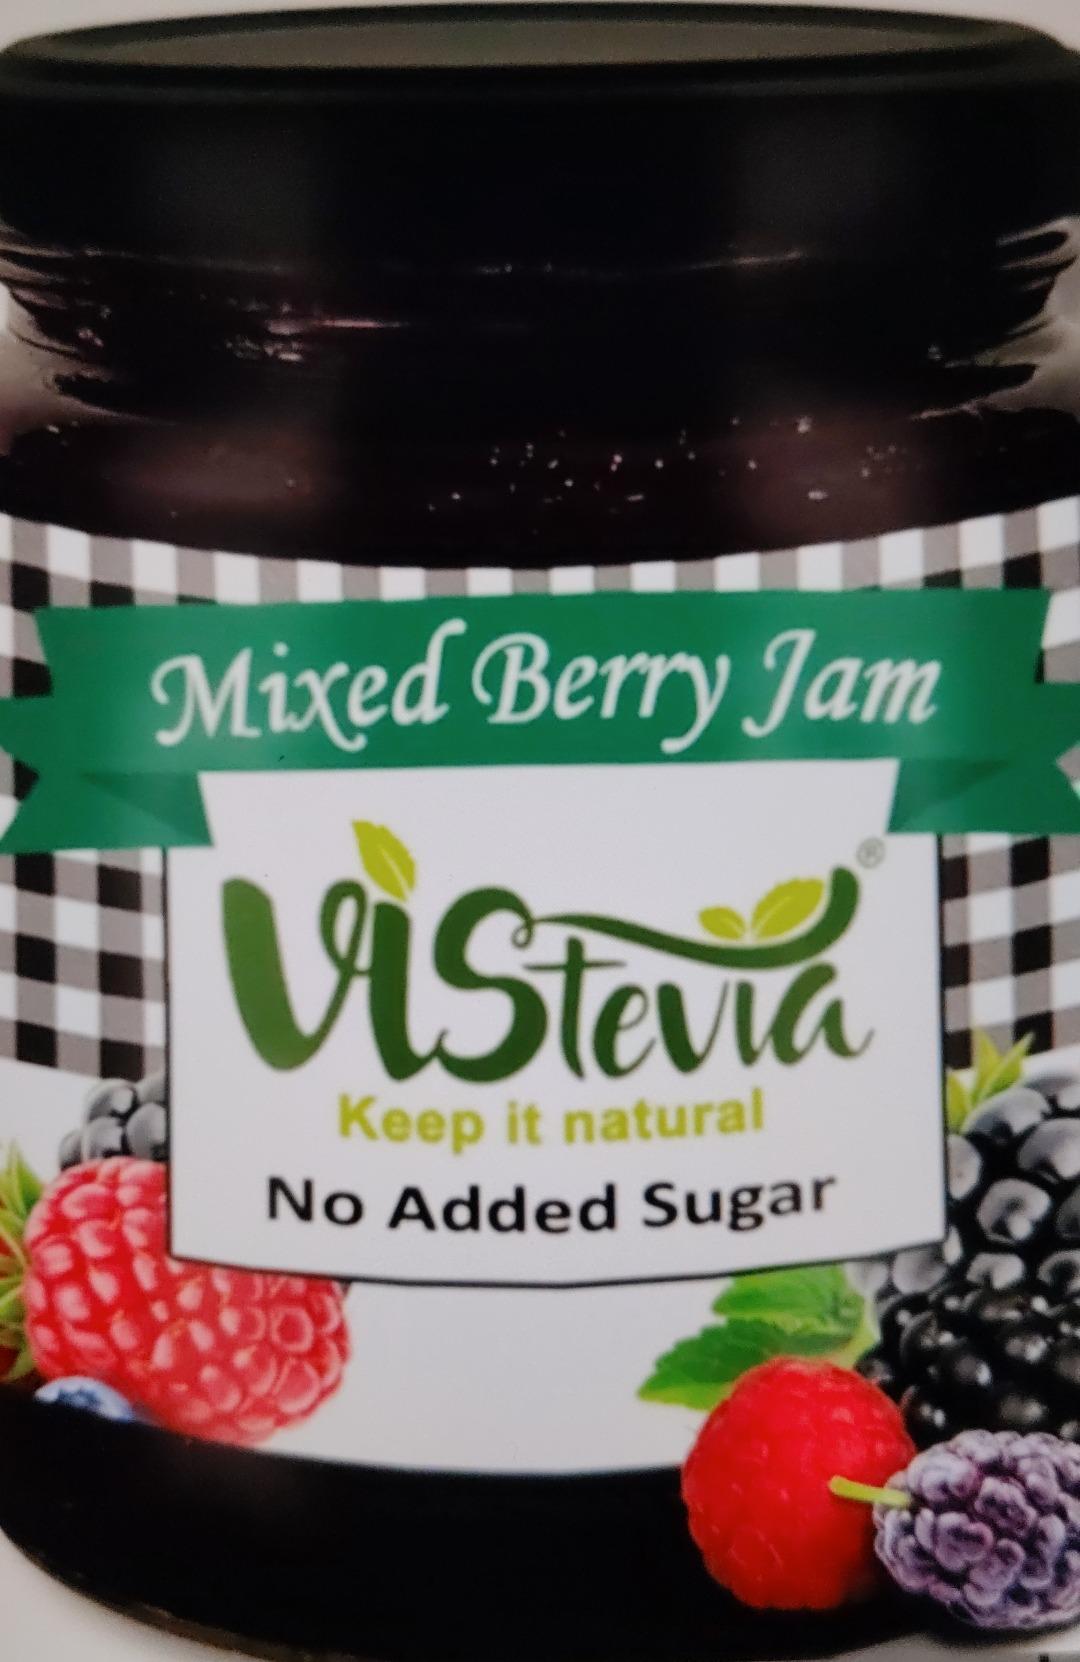 Mixed Berry Jam
ViStevia®
Keep it natural
No Added Sugar